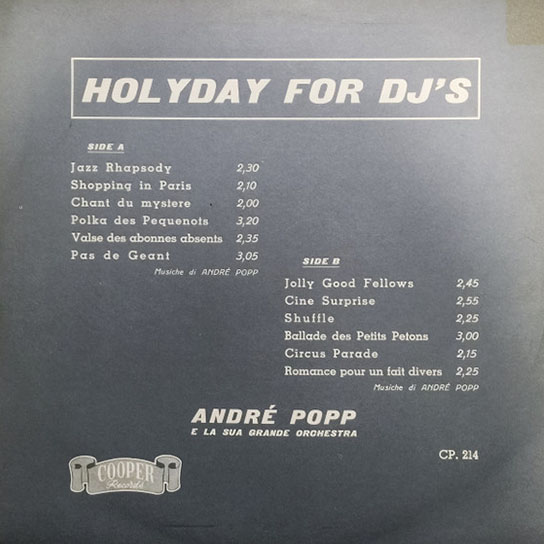 HOLYDAY FOR DJ'S
SIDE A
Jazz Rhapsody 2,30
Shopping in Paris 2,10
Chant du mystere 2,00
Polka des Pequenots 3,20
Valse des abonnes absents 2,35
Pas de Geant 3,05
Musiche di ANDRÉ POPP
SIDE B
Jolly Good Fellows 2,45
Cine Surprise 2,55
Shuffle 2,25
Ballade des Petits Petons 3,00
Circus Parade 2,15
Romance pour un fait divers 2,25
Musiche di ANDRÉ POPP
ANDRÉ POPP
E LA SUA GRANDE ORCHESTRA
CP. 214
COOPER
Records